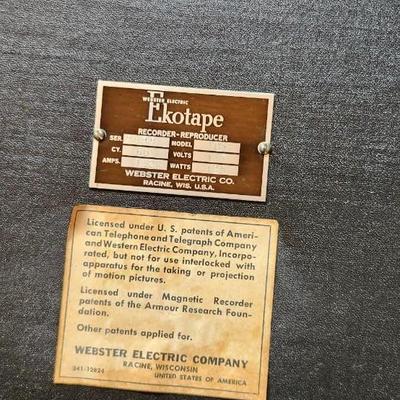 WEBSTER ELECTRIC
Ekotape
RECORDER-REPRODUCER
SER. MODEL
CY. VOLTS
AMPS. WATTS
WEBSTER ELECTRIC CO.
RACINE, WIS. U.S.A.
Licensed under U. S. patents of Ameri-
can Telephone and Telegraph Company
and Western Electric Company, Incorpo-
rated, but not for use interlocked with
apparatus for the taking or projection
of motion pictures.
Licensed under Magnetic Recorder
patents of the Armour Research Foun-
dation.
Other patents applied for.
WEBSTER ELECTRIC COMPANY
RACINE, WISCONSIN
S41-12824 UNITED STATES OF AMERICA